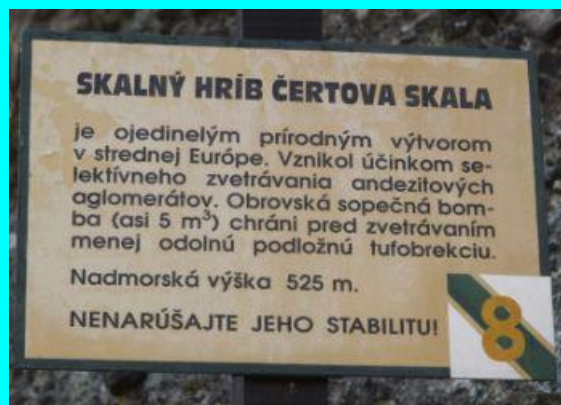 SKALNÝ HRÍB ČERTOVA SKALA
je ojedinelým prírodným výtvorom
v strednej Európe. Vznikol účinkom se-
lektívneho zvetrávania andezitových
aglomerátov. Obrovská sopečná bom-
ba (asi 5 m³) chráni pred zvetrávaním
menej odolnú podložnú tufobrekciu.
Nadmorská výška 525 m.
NENARÚŠAJTE JEHO STABILITU!
8